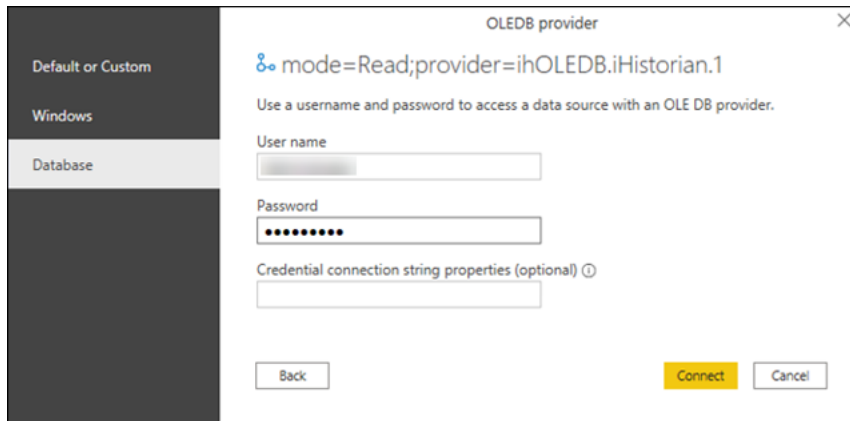 OLEDB provider
Default or Custom
Windows
Database
mode=Read;provider=ihOLEDB.iHistorian.1
Use a username and password to access a data source with an OLE DB provider.
User name
Password
Credential connection string properties (optional)
Back
Connect
Cancel